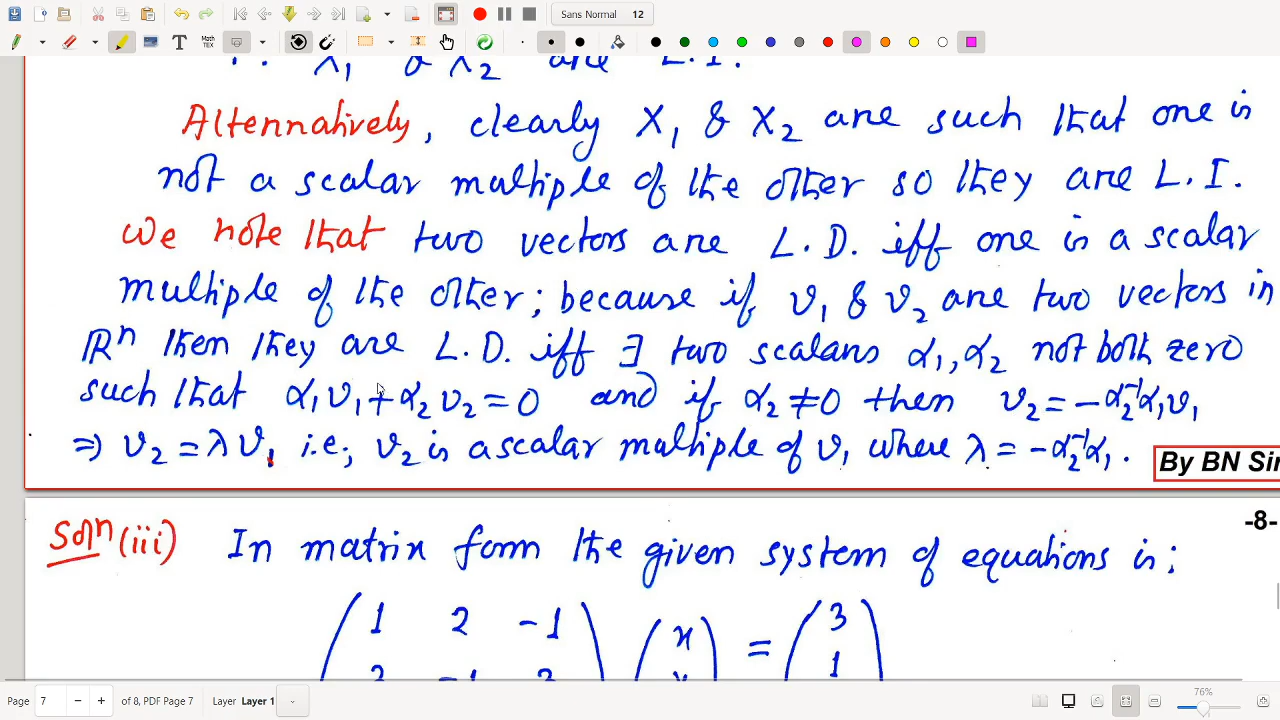 Sans Normal 12
∴ X₁ & X₂ are L.I.
Alternatively, clearly X₁ & X₂ are such that one is
not a scalar multiple of the other so they are L.I.
We note that two vectors are L.D. iff one is a scalar
multiple of the other; because if v₁ & v₂ are two vectors in
ℝⁿ then they are L.D. iff ∃ two scalars α₁, α₂ not both zero
such that α₁v₁+α₂v₂=0 and if α₂≠0 then v₂=-α₂⁻¹α₁v₁
⇒ v₂=λv₁ i.e; v₂ is a scalar multiple of v₁ where λ=-α₂⁻¹α₁.
By BN Sin
-8-
Solⁿ(iii) In matrix form the given system of equations is;
1 2 -1 x = 3
1
Page 7 of 8, PDF Page 7 Layer Layer 1 76%